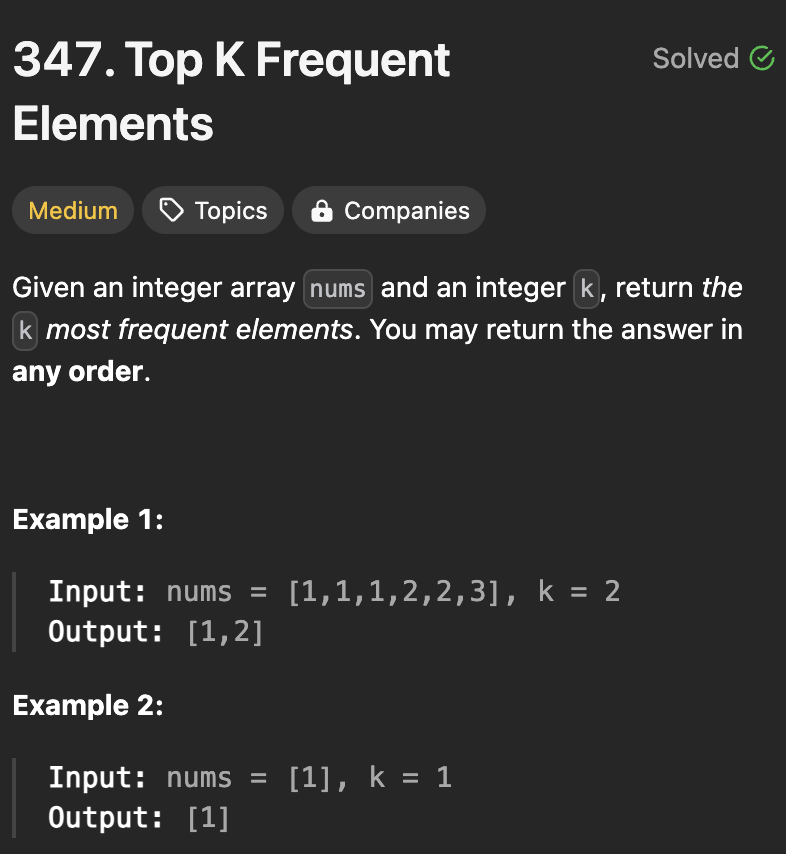 347. Top K Frequent
Elements
Solved
Medium
Topics
Companies
Given an integer array nums and an integer k, return the
k most frequent elements. You may return the answer in
any order.
Example 1:
Input: nums = [1,1,1,2,2,3], k = 2
Output: [1,2]
Example 2:
Input: nums = [1], k = 1
Output: [1]